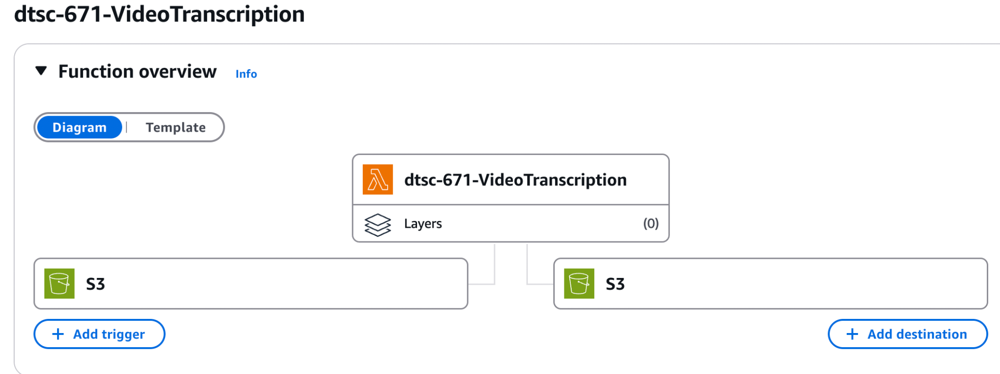 dtsc-671-VideoTranscription
Function overview Info
Diagram | Template
dtsc-671-VideoTranscription
Layers (0)
S3
S3
+ Add trigger
+ Add destination